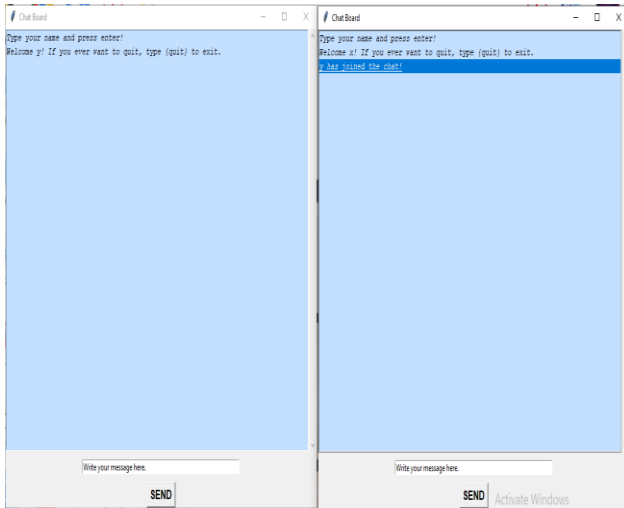 Chat Board
Type your name and press enter!
Welcome y! If you ever want to quit, type {quit} to exit.
Write your message here.
SEND
Chat Board
Type your name and press enter!
Welcome x! If you ever want to quit, type {quit} to exit.
y has joined the chat!
Write your message here.
SEND
Activate Windows